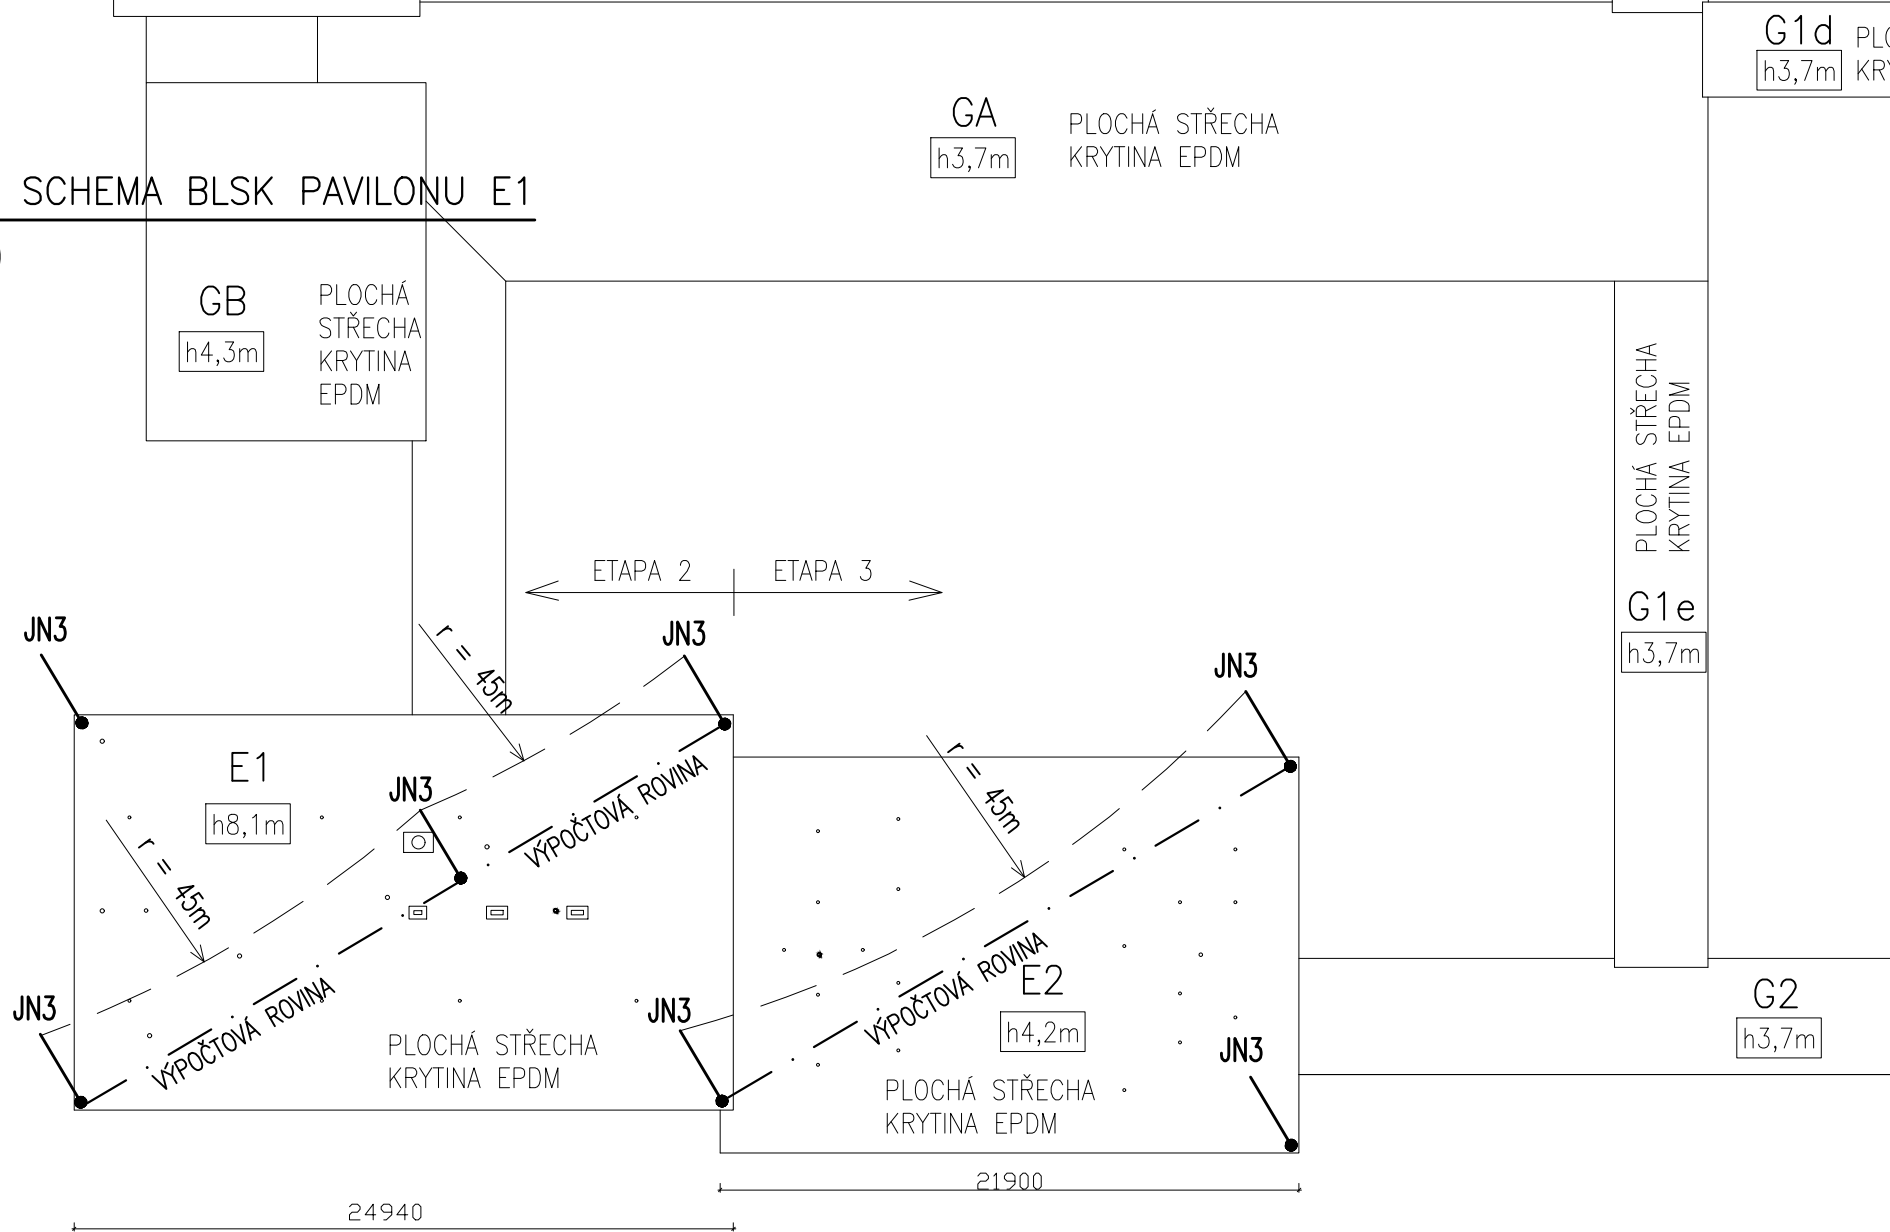 G1d
h3,7m
GA
h3,7m
PLOCHÁ STŘECHA
KRYTINA EPDM
SCHEMA BLSK PAVILONU E1
GB
h4,3m
PLOCHÁ
STŘECHA
KRYTINA
EPDM
PLOCHÁ STŘECHA
KRYTINA EPDM
G1e
h3,7m
ETAPA 2
ETAPA 3
JN3
r = 45m
JN3
JN3
E1
h8,1m
JN3
VÝPOČTOVÁ ROVINA
r = 45m
r = 45m
JN3
VÝPOČTOVÁ ROVINA
PLOCHÁ STŘECHA
KRYTINA EPDM
JN3
VÝPOČTOVÁ ROVINA
E2
h4,2m
JN3
G2
h3,7m
PLOCHÁ STŘECHA
KRYTINA EPDM
21900
24940